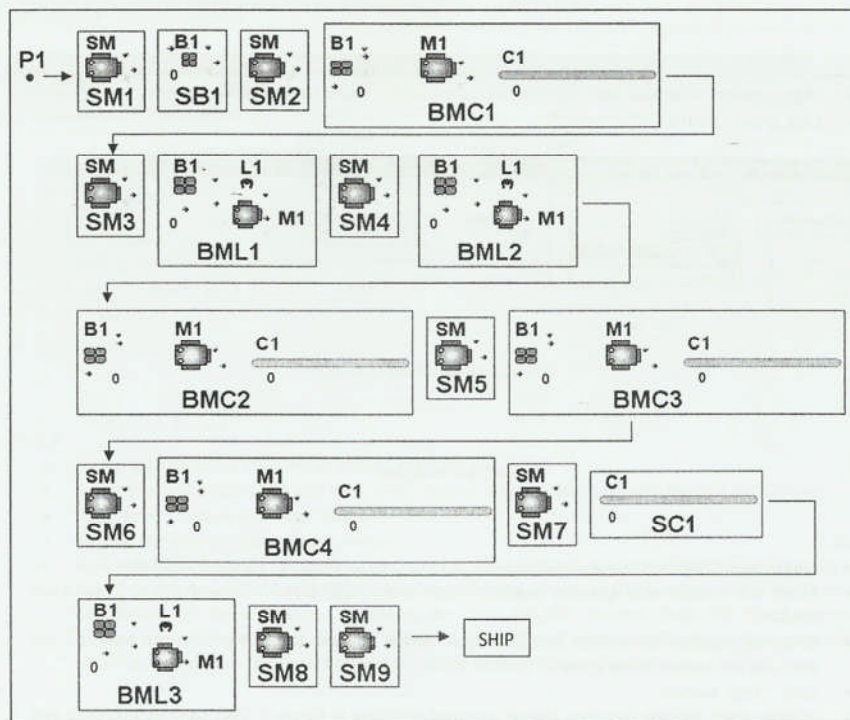 P1
SM
SM1
B1
0
SB1
SM
SM2
B1
0
M1
C1
0
BMC1
SM
SM3
B1
0
L1
M1
BML1
SM
SM4
B1
0
L1
M1
BML2
B1
0
M1
C1
0
BMC2
SM
SM5
B1
0
M1
C1
0
BMC3
SM
SM6
B1
0
M1
C1
0
BMC4
SM
SM7
C1
0
SC1
B1
0
L1
M1
BML3
SM
SM8
SM
SM9
SHIP